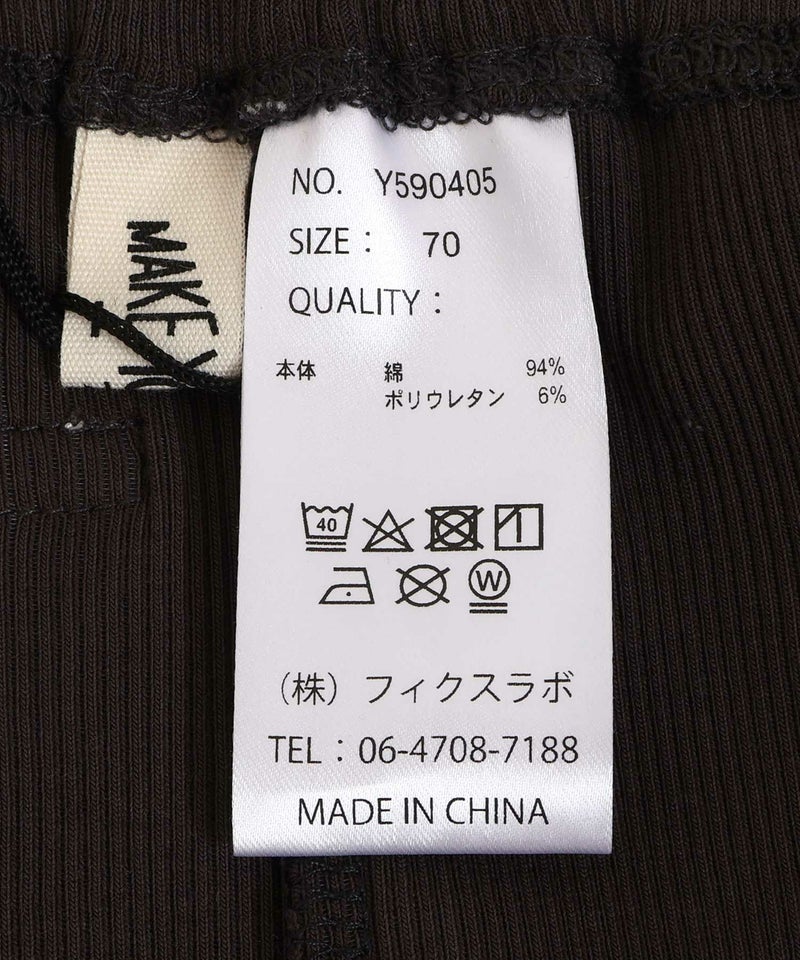 MAKE
NO. Y590405
SIZE : 70
QUALITY :
本体 綿 94%
ポリウレタン 6%
40
W
(株) フィクスラボ
TEL : 06-4708-7188
MADE IN CHINA